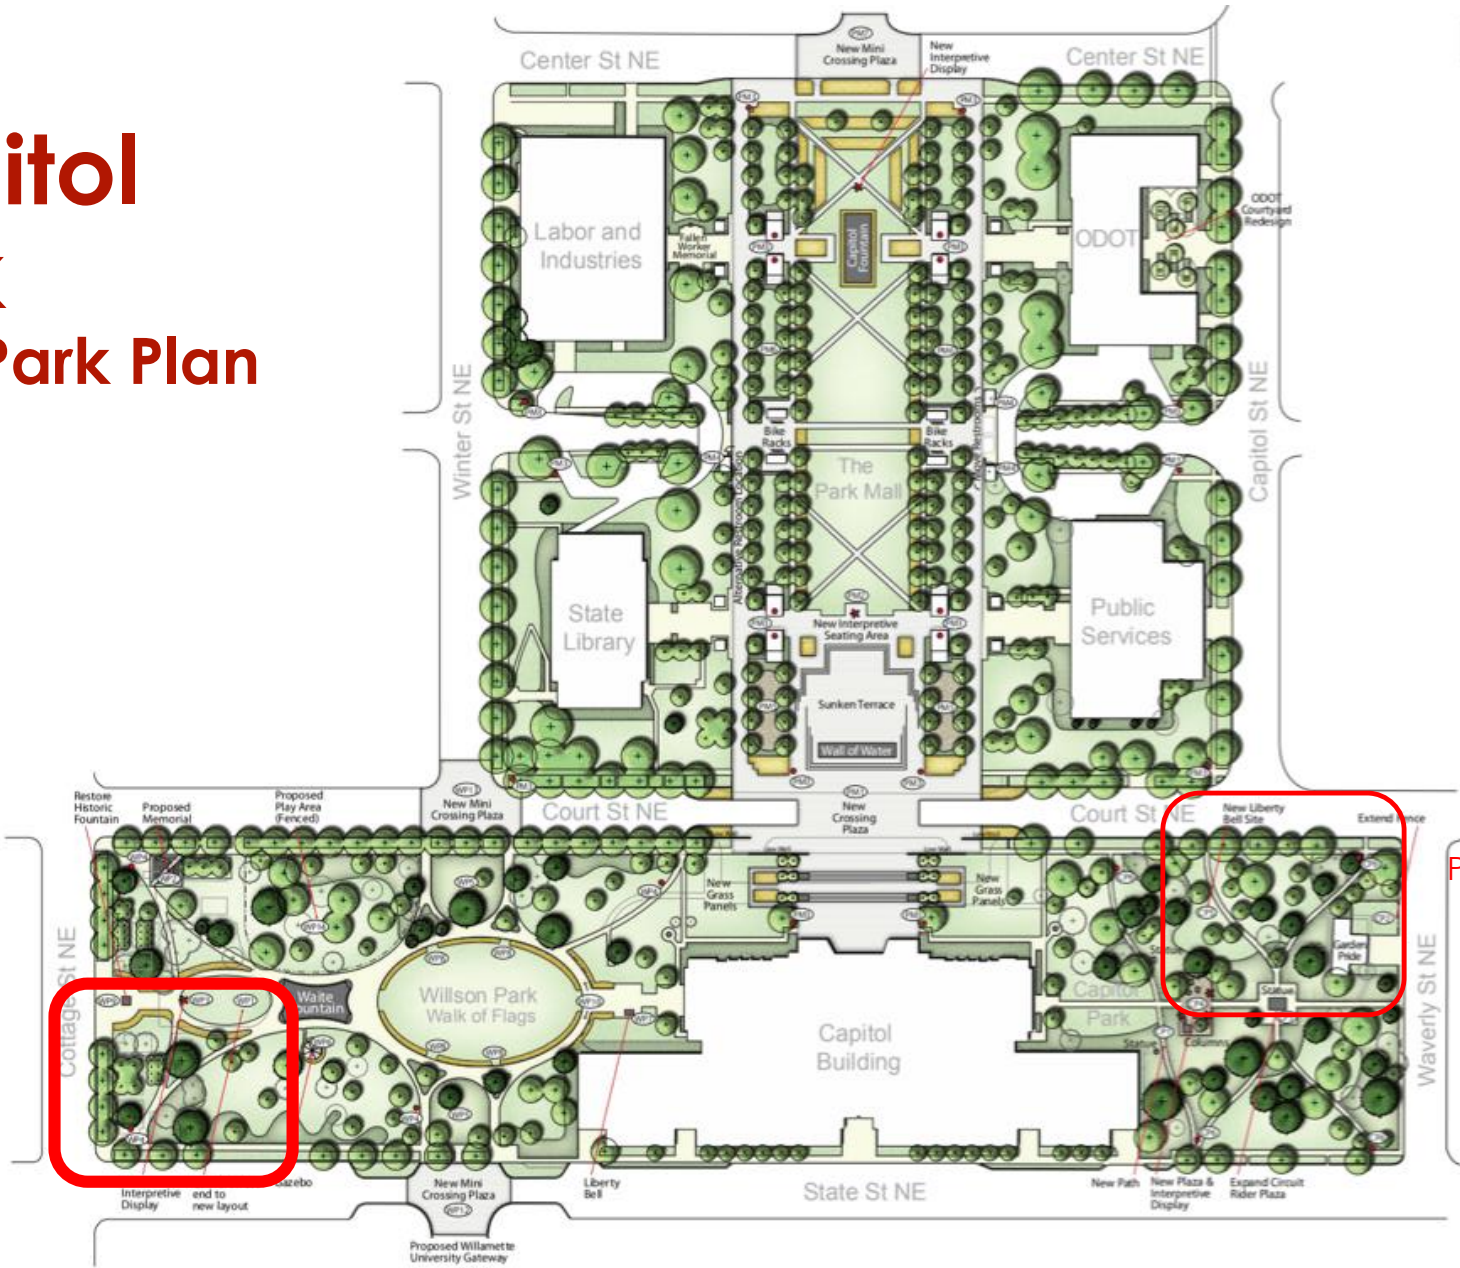 itol
Park Plan
Center St NE
New Mini
Crossing Plaza
New
Interpretive
Display
Center St NE
Labor and
Industries
Fallen
Worker
Memorial
Capitol
Fountain
ODOT
ODOT
Courtyard
Redesign
Winter St NE
Capitol St NE
Bike
Racks
Bike
Racks
The
Park Mall
Alternative Restroom Location
State
Library
Public
Services
New Interpretive
Seating Area
Sunken Terrace
Wall of Water
Restore
Historic
Fountain
Proposed
Memorial
Proposed
Play Area
(Fenced)
New Mini
Crossing Plaza
Court St NE
New
Crossing
Plaza
Court St NE
New Liberty
Bell Site
Extend Fence
P
New
Grass
Panels
New
Grass
Panels
Cottage St NE
Waite
Fountain
Willson Park
Walk of Flags
Capitol
Building
Capitol
Park
Statue
Statue
Columns
Statue
Garden
Pride
Waverly St NE
Interpretive
Display
end to
new layout
Gazebo
New Mini
Crossing Plaza
Liberty
Bell
State St NE
New Path
New Plaza &
Interpretive
Display
Expand Circuit
Rider Plaza
Proposed Willamette
University Gateway